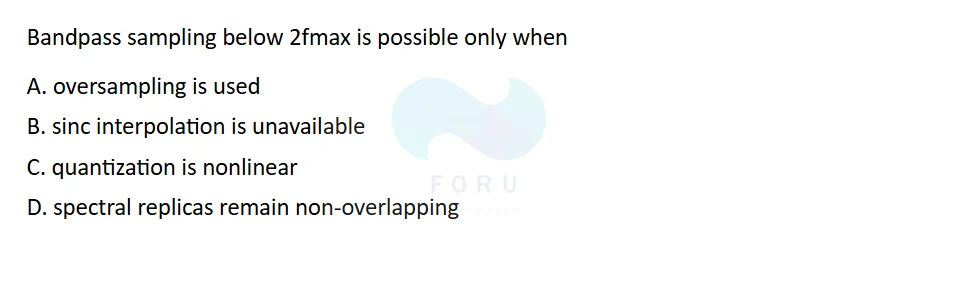 Bandpass sampling below 2fmax is possible only when
A. oversampling is used
B. sinc interpolation is unavailable
C. quantization is nonlinear
FORU
D. spectral replicas remain non-overlapping